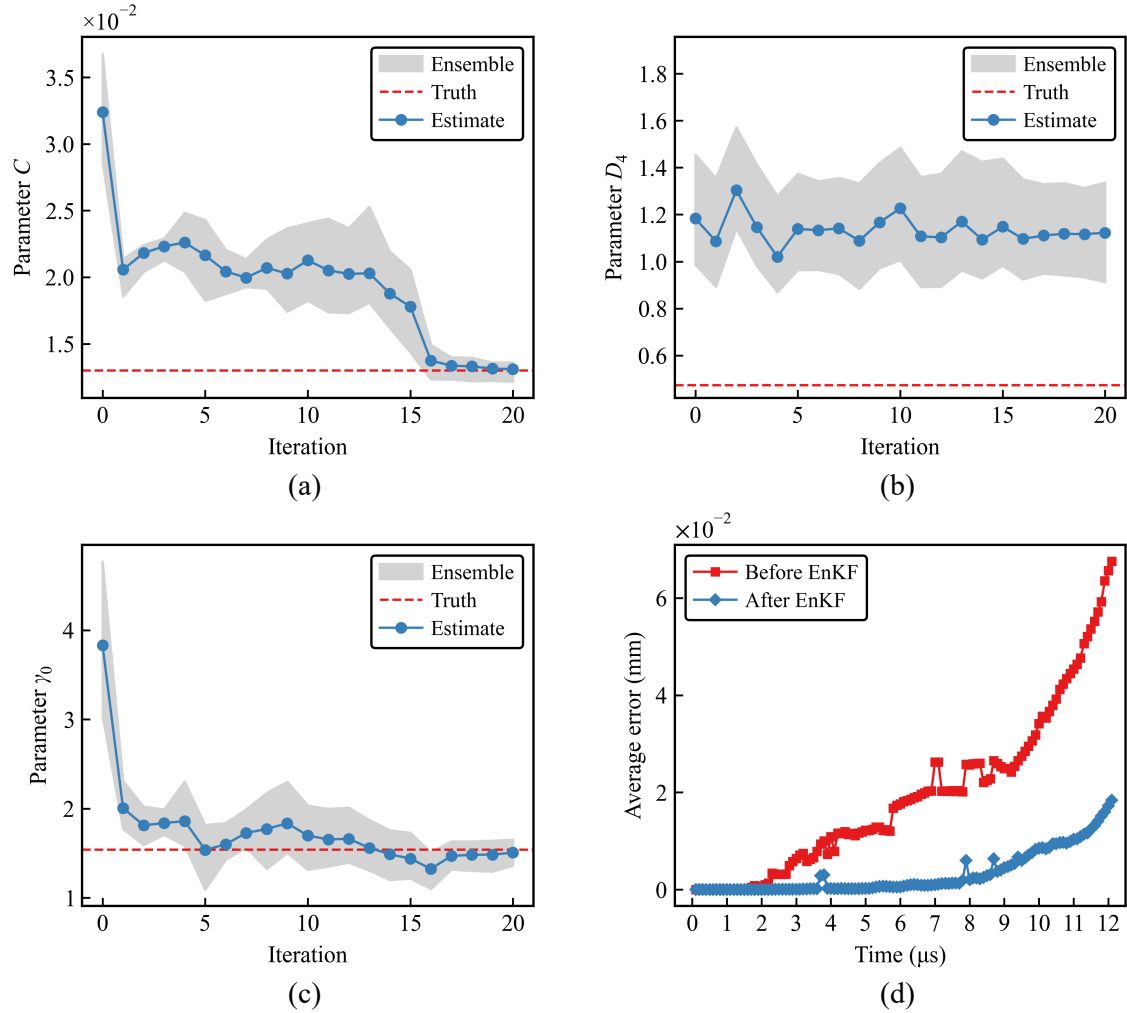 ×10⁻²
Parameter C
3.5
3.0
2.5
2.0
1.5
Ensemble
Truth
Estimate
0 5 10 15 20
Iteration
(a)
Parameter D₄
1.8
1.6
1.4
1.2
1.0
0.8
0.6
Ensemble
Truth
Estimate
0 5 10 15 20
Iteration
(b)
Parameter γ₀
4
3
2
1
Ensemble
Truth
Estimate
0 5 10 15 20
Iteration
(c)
×10⁻²
Average error (mm)
6
4
2
0
Before EnKF
After EnKF
0 1 2 3 4 5 6 7 8 9 10 11 12
Time (μs)
(d)